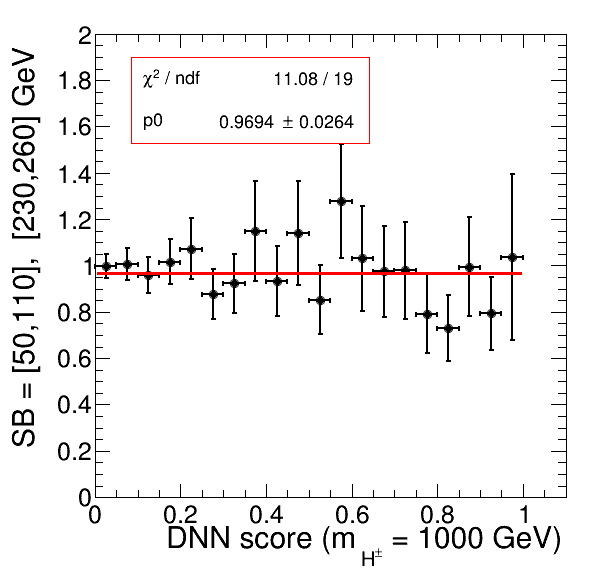 SB = [50,110], [230,260] GeV
2
1.8
1.6
1.4
1.2
1
0.8
0.6
0.4
0.2
0
χ² / ndf 11.08 / 19
p0 0.9694 ± 0.0264
0 0.2 0.4 0.6 0.8 1
DNN score (m_H± = 1000 GeV)